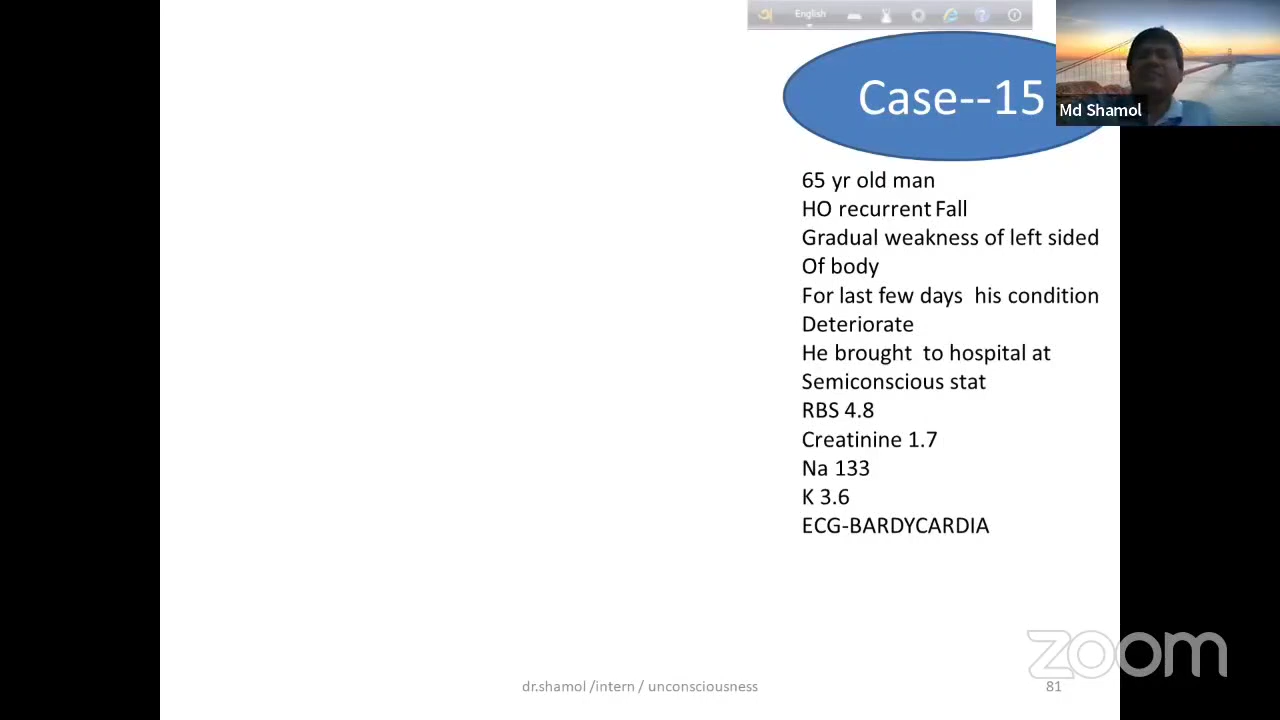 English
Case--15
Md Shamol
65 yr old man
HO recurrent Fall
Gradual weakness of left sided
Of body
For last few days his condition
Deteriorate
He brought to hospital at
Semiconscious stat
RBS 4.8
Creatinine 1.7
Na 133
K 3.6
ECG-BARDYCARDIA
zoom
dr.shamol /intern / unconsciousness
81